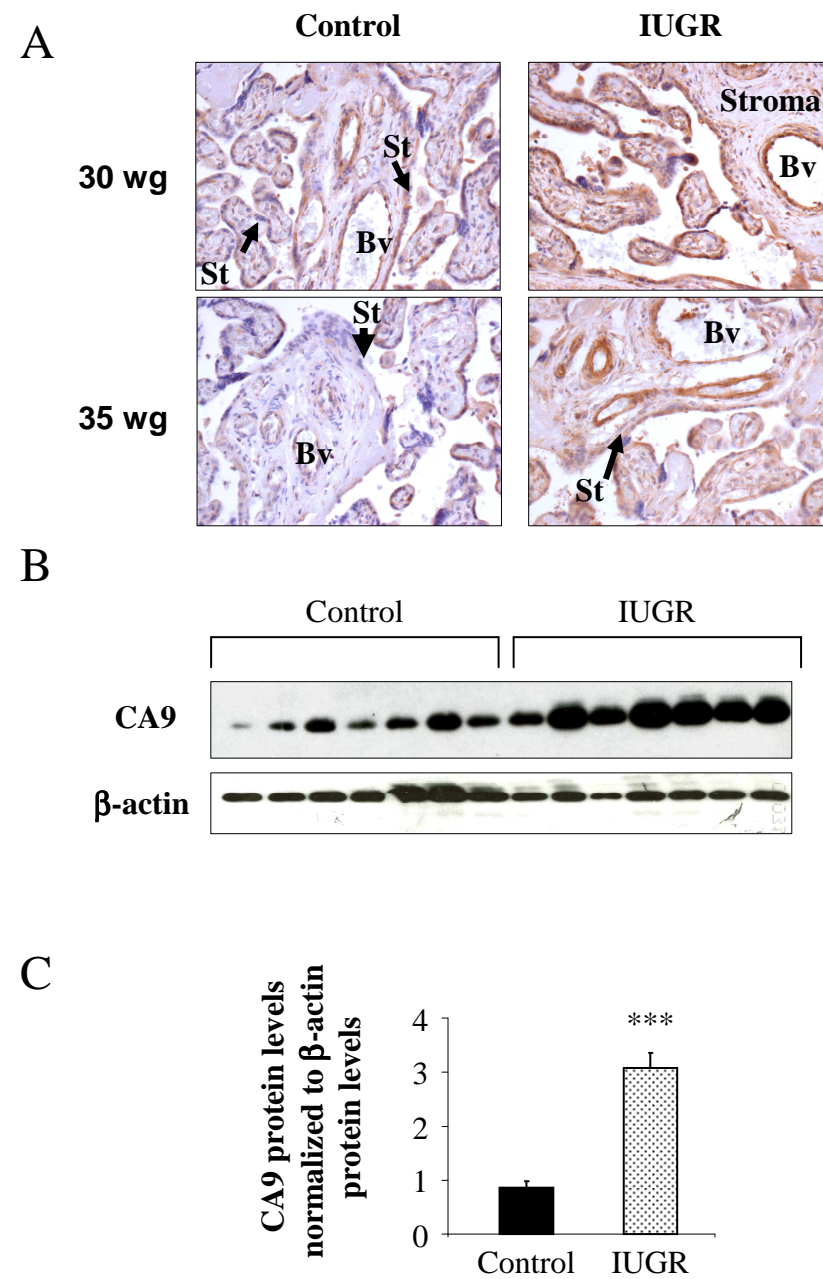 A
Control
IUGR
30 wg
St
Bv
St
Stroma
Bv
35 wg
St
Bv
Bv
St
B
Control
IUGR
CA9
β-actin
C
CA9 protein levels
normalized to β-actin
protein levels
4
3
2
1
0
***
Control
IUGR